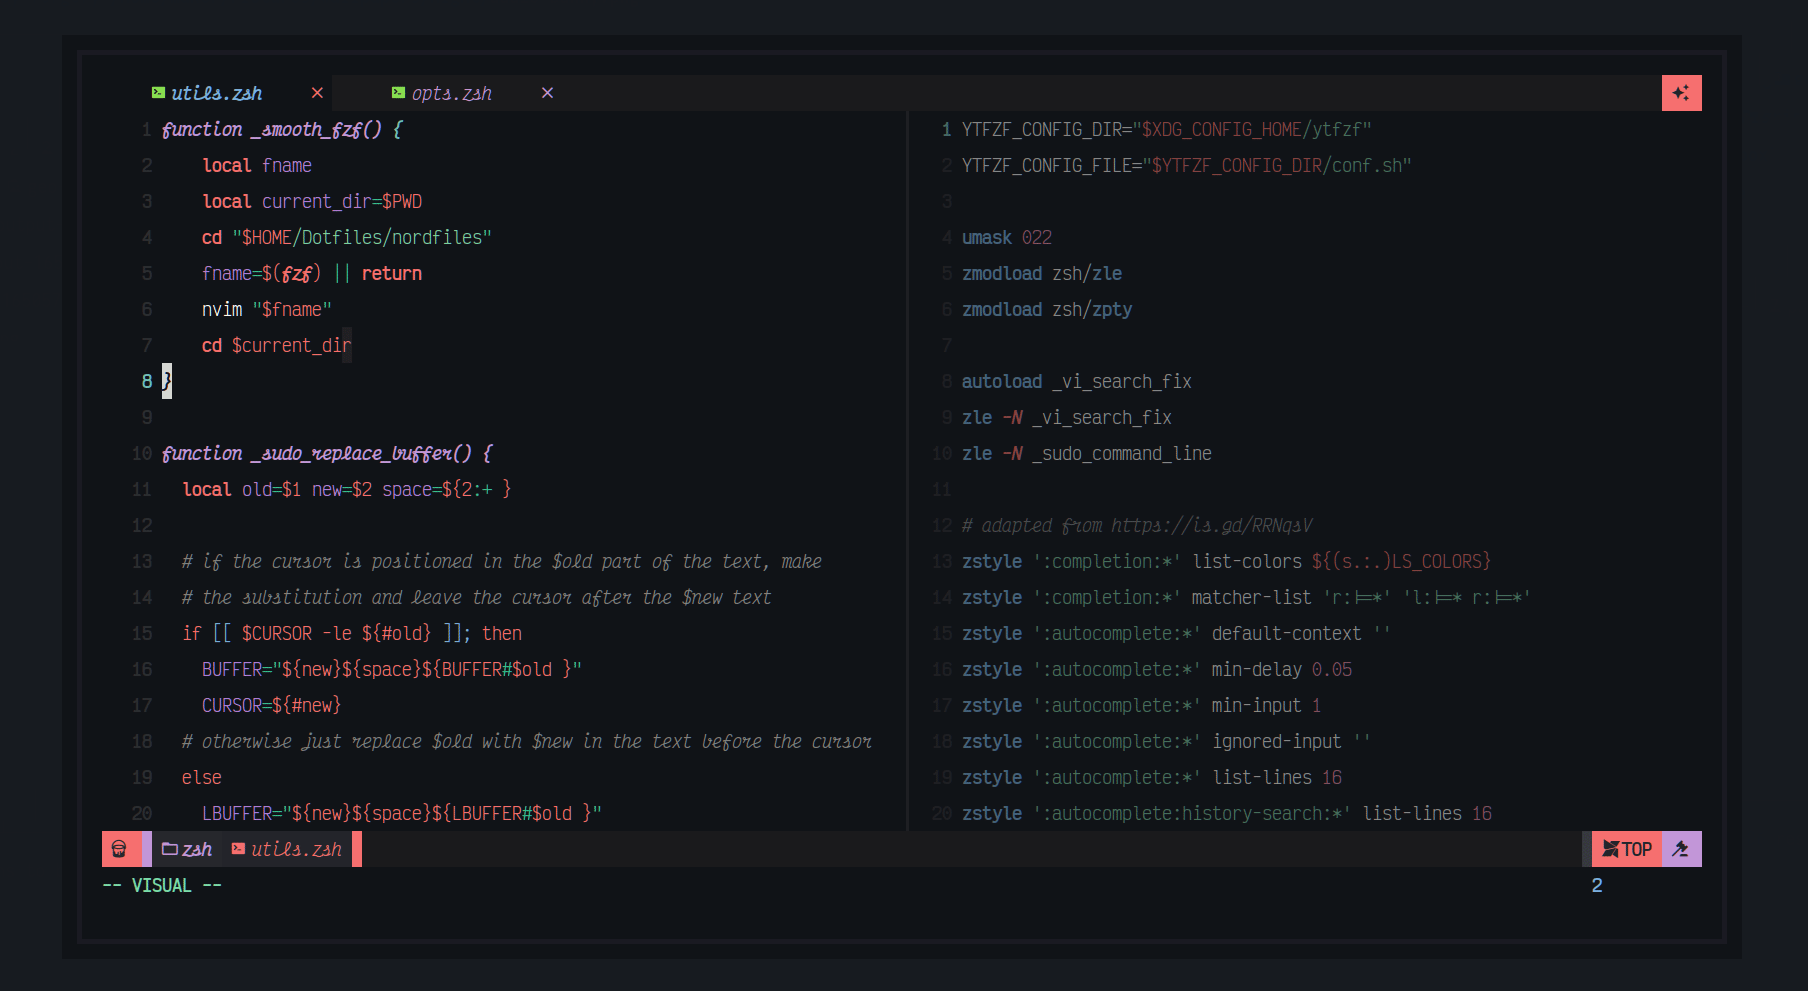 utils.zsh × opts.zsh ×
1 function _smooth_fzf() {
2 local fname
3 local current_dir=$PWD
4 cd "$HOME/Dotfiles/nordfiles"
5 fname=$(fzf) || return
6 nvim "$fname"
7 cd $current_dir
8 }
9
10 function _sudo_replace_buffer() {
11 local old=$1 new=$2 space=${2:+ }
12
13 # if the cursor is positioned in the $old part of the text, make
14 # the substitution and leave the cursor after the $new text
15 if [[ $CURSOR -le ${#old} ]]; then
16 BUFFER="${new}${space}${BUFFER#$old }"
17 CURSOR=${#new}
18 # otherwise just replace $old with $new in the text before the cursor
19 else
20 LBUFFER="${new}${space}${LBUFFER#$old }"
1 YTFZF_CONFIG_DIR="$XDG_CONFIG_HOME/ytfzf"
2 YTFZF_CONFIG_FILE="$YTFZF_CONFIG_DIR/conf.sh"
3
4 umask 022
5 zmodload zsh/zle
6 zmodload zsh/zpty
7
8 autoload _vi_search_fix
9 zle -N _vi_search_fix
10 zle -N _sudo_command_line
11
12 # adapted from https://is.gd/RRNqsV
13 zstyle ':completion:*' list-colors ${(s.:.)LS_COLORS}
14 zstyle ':completion:*' matcher-list 'r:|=*' 'l:|=* r:|=*'
15 zstyle ':autocomplete:*' default-context ''
16 zstyle ':autocomplete:*' min-delay 0.05
17 zstyle ':autocomplete:*' min-input 1
18 zstyle ':autocomplete:*' ignored-input ''
19 zstyle ':autocomplete:*' list-lines 16
20 zstyle ':autocomplete:history-search:*' list-lines 16
zsh utils.zsh TOP
-- VISUAL -- 2